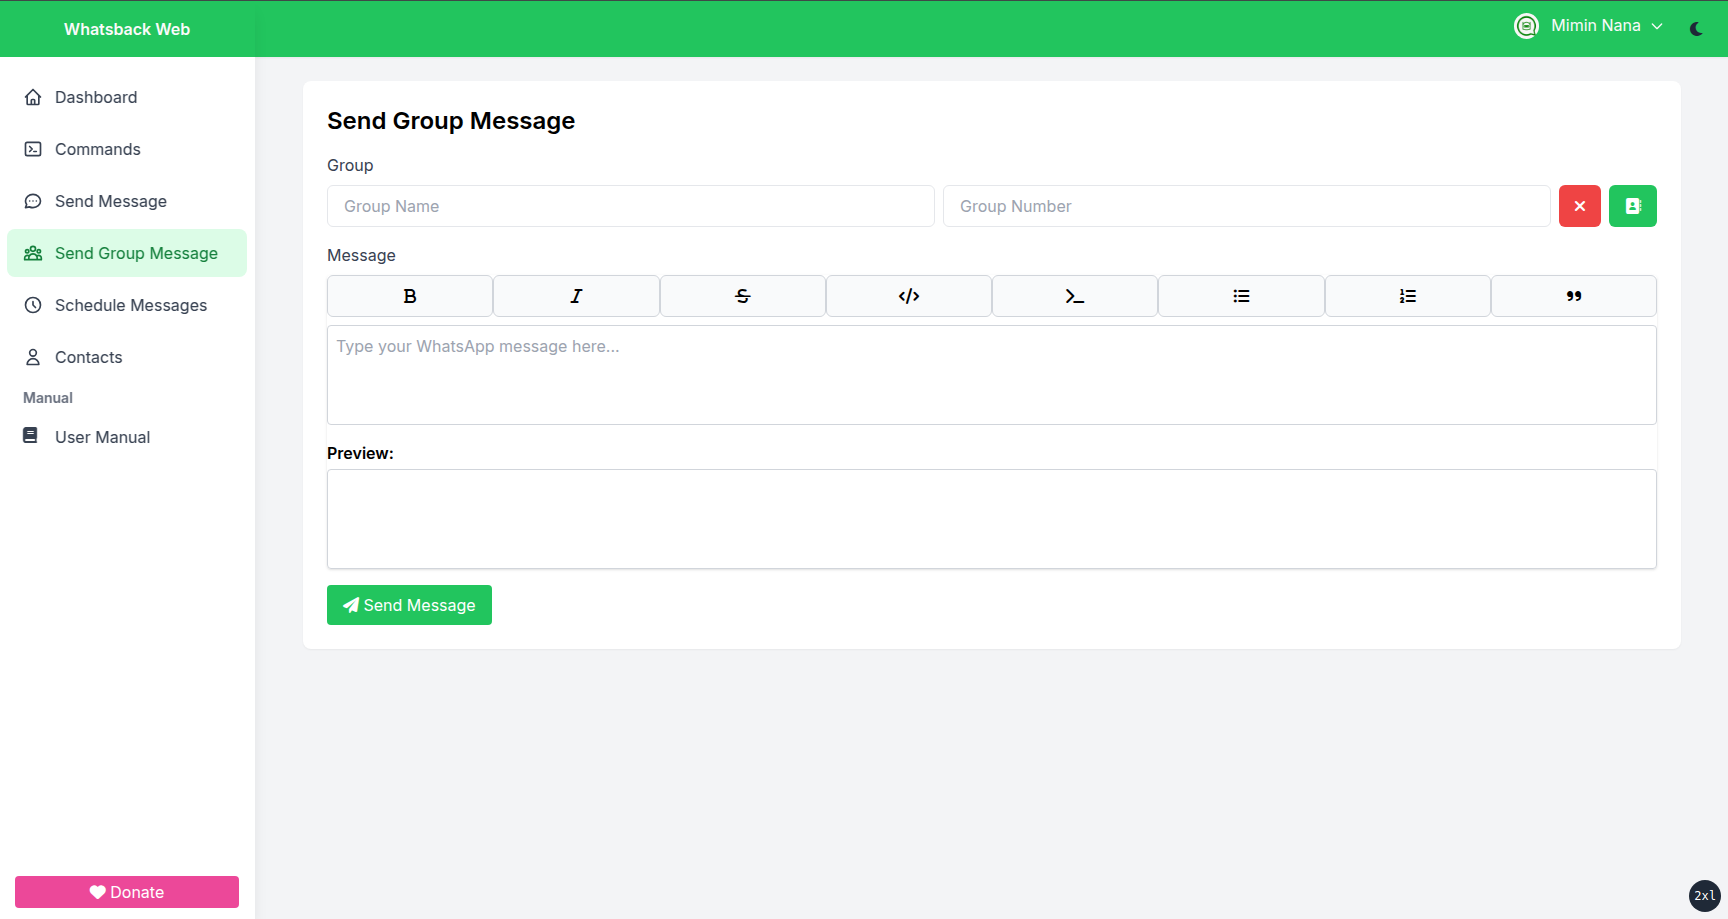 Whatsback Web
Mimin Nana
Dashboard
Commands
Send Message
Send Group Message
Schedule Messages
Contacts
Manual
User Manual
Donate
Send Group Message
Group
Group Name
Group Number
Message
Type your WhatsApp message here...
Preview:
Send Message
2xl